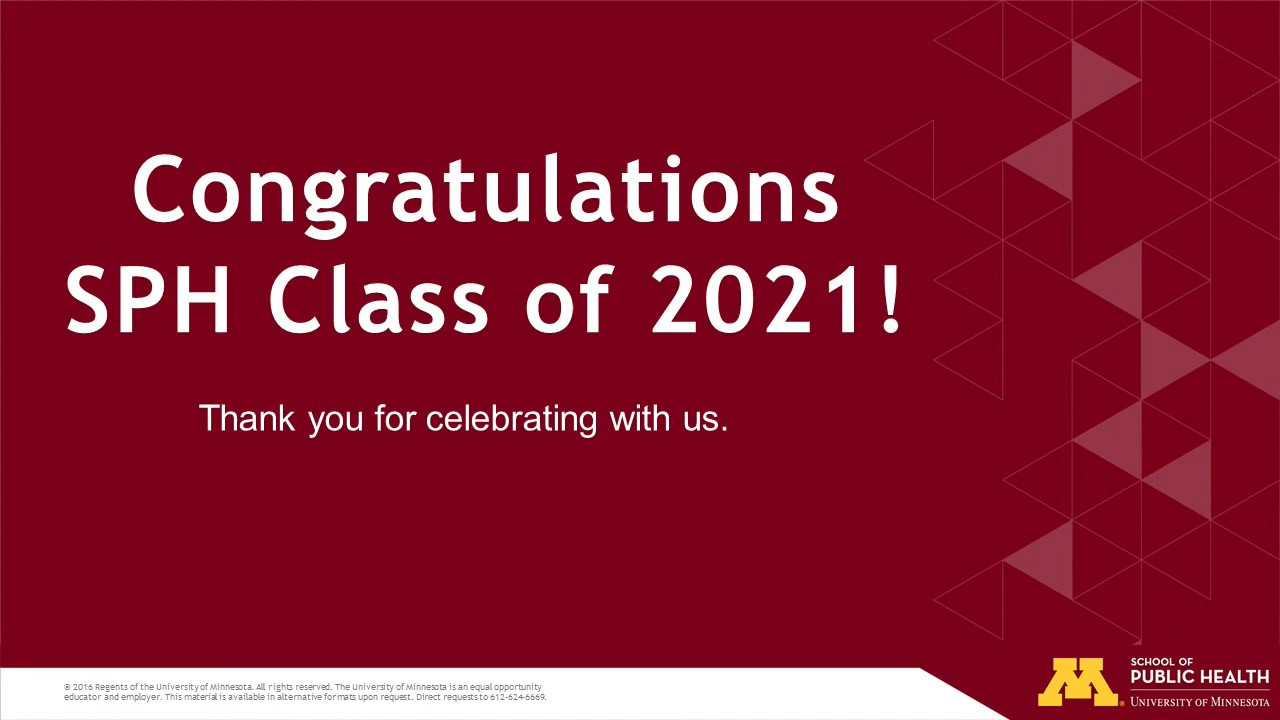 Congratulations
SPH Class of 2021!
Thank you for celebrating with us.
© 2016 Regents of the University of Minnesota. All rights reserved. The University of Minnesota is an equal opportunity
educator and employer. This material is available in alternative formats upon request. Direct requests to 612-624-6669.
M®
SCHOOL OF
PUBLIC HEALTH
UNIVERSITY OF MINNESOTA